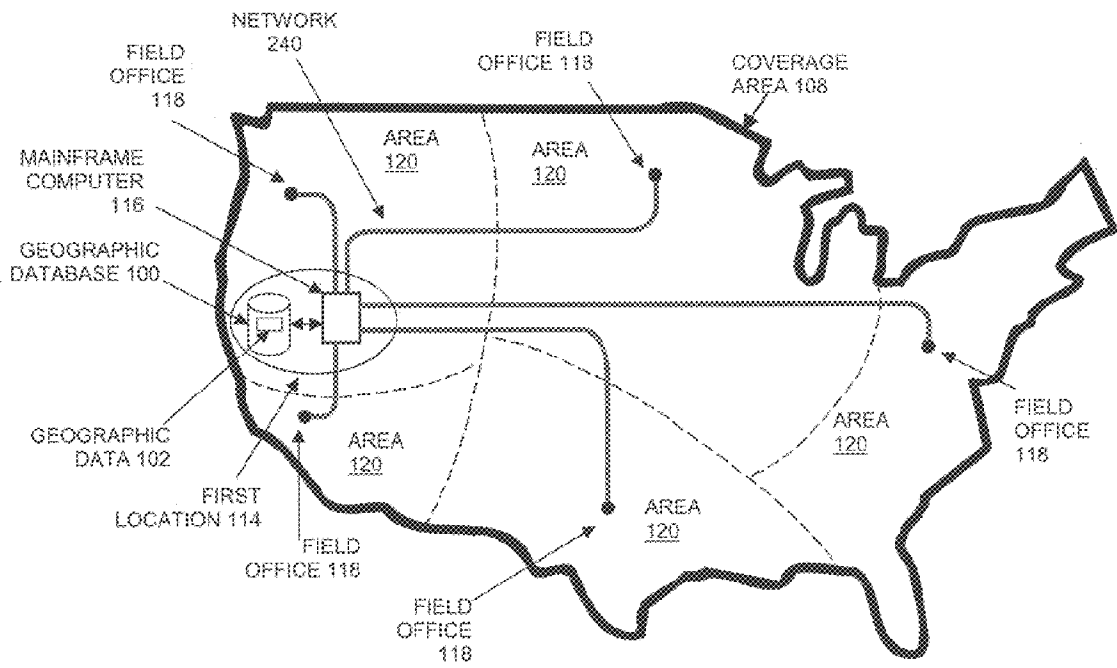 NETWORK
240
FIELD
OFFICE
118
FIELD
OFFICE 118
COVERAGE
AREA 108
AREA
120
AREA
120
MAINFRAME
COMPUTER
116
GEOGRAPHIC
DATABASE 100
GEOGRAPHIC
DATA 102
FIRST
LOCATION 114
FIELD
OFFICE 118
AREA
120
FIELD
OFFICE
118
AREA
120
AREA
120
FIELD
OFFICE
118